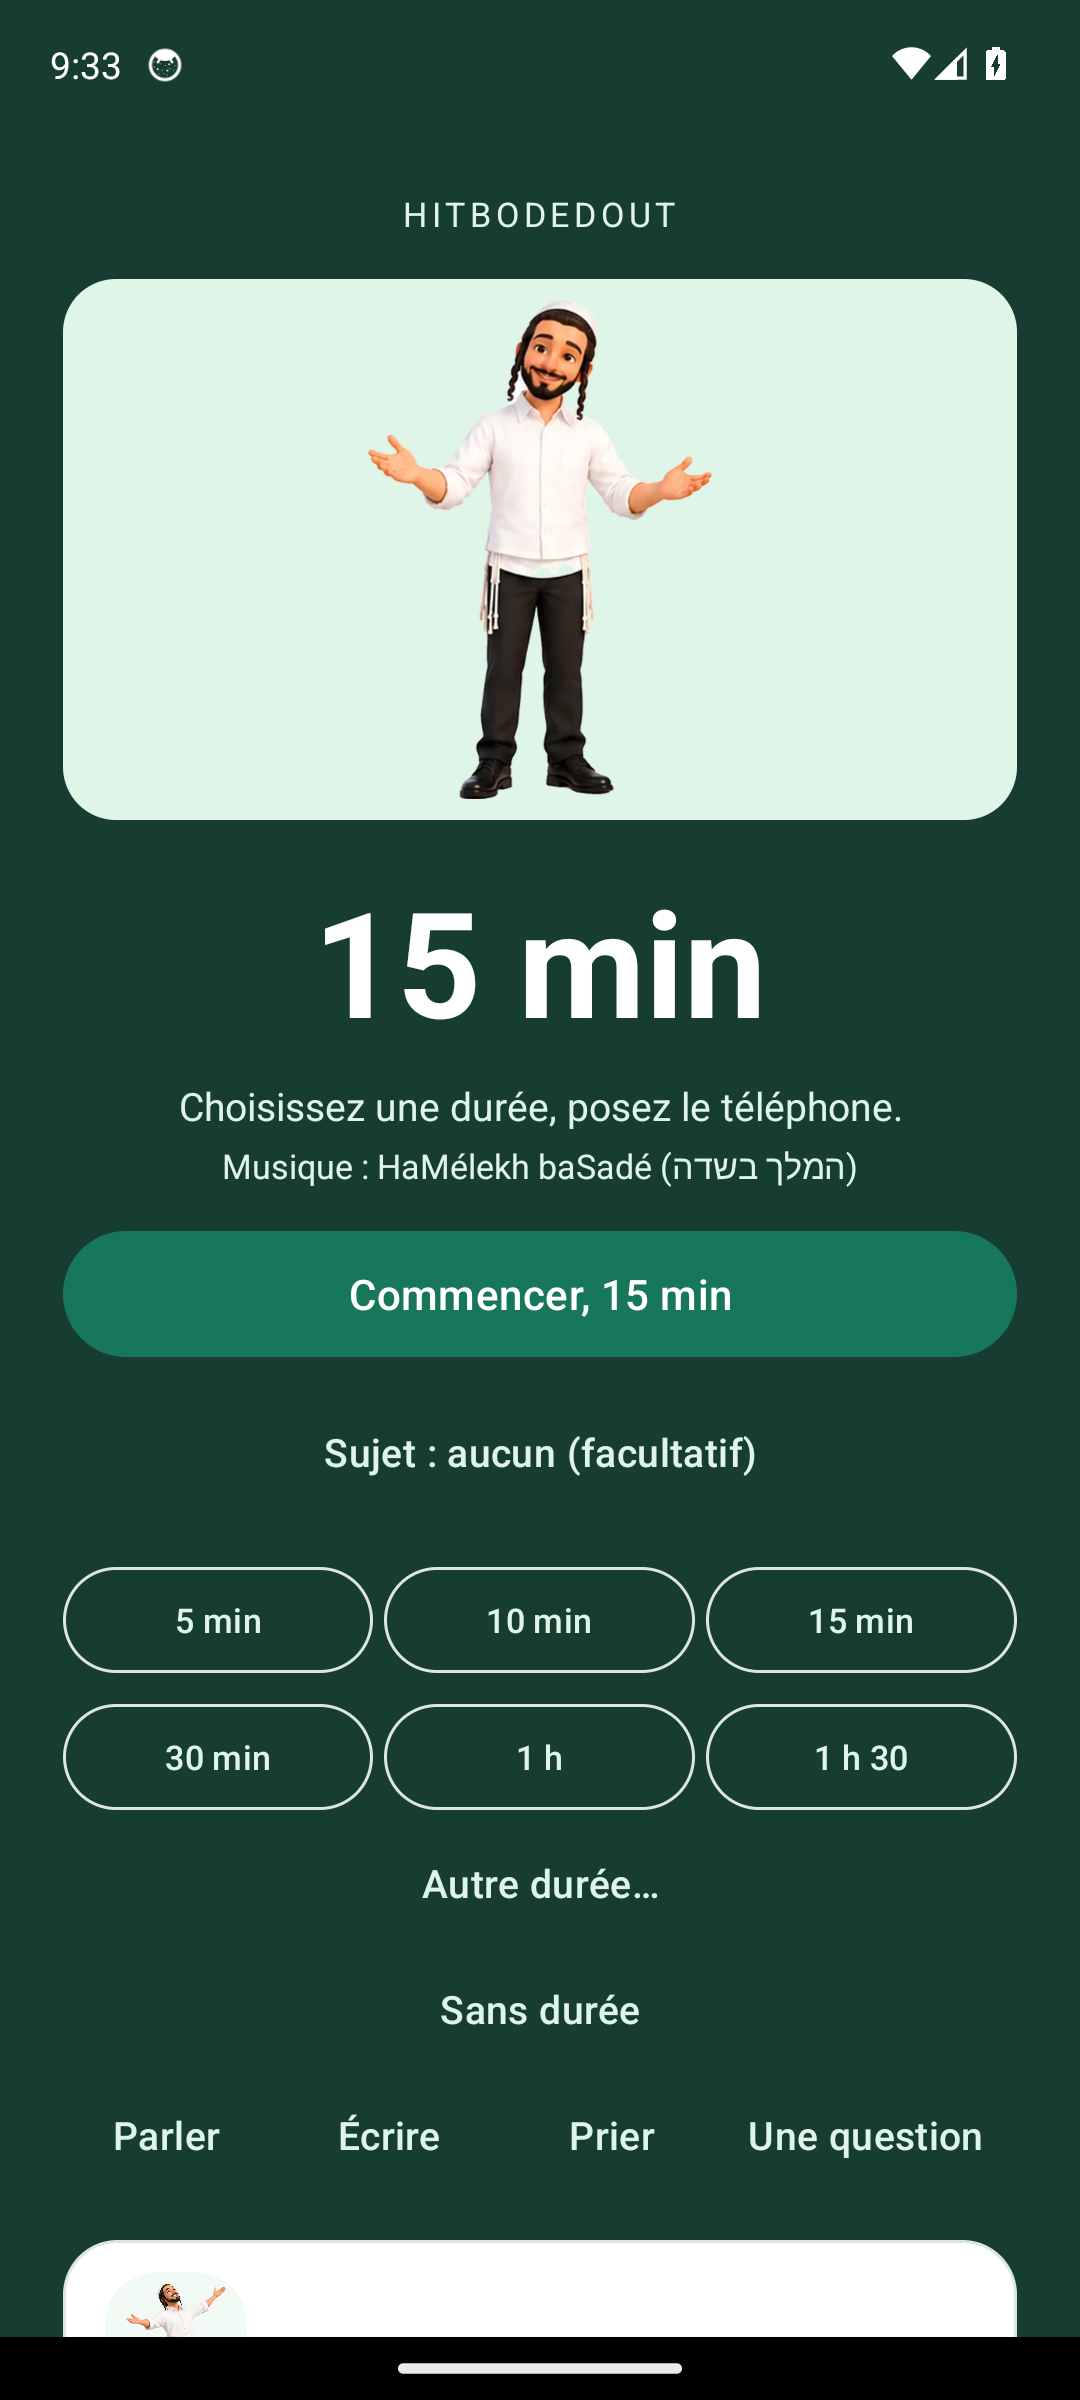 9:33
HITBODEDOUT
15 min
Choisissez une durée, posez le téléphone.
Musique : HaMélekh baSadé (המלך בשדה)
Commencer, 15 min
Sujet : aucun (facultatif)
5 min 10 min 15 min
30 min 1 h 1 h 30
Autre durée...
Sans durée
Parler Écrire Prier Une question